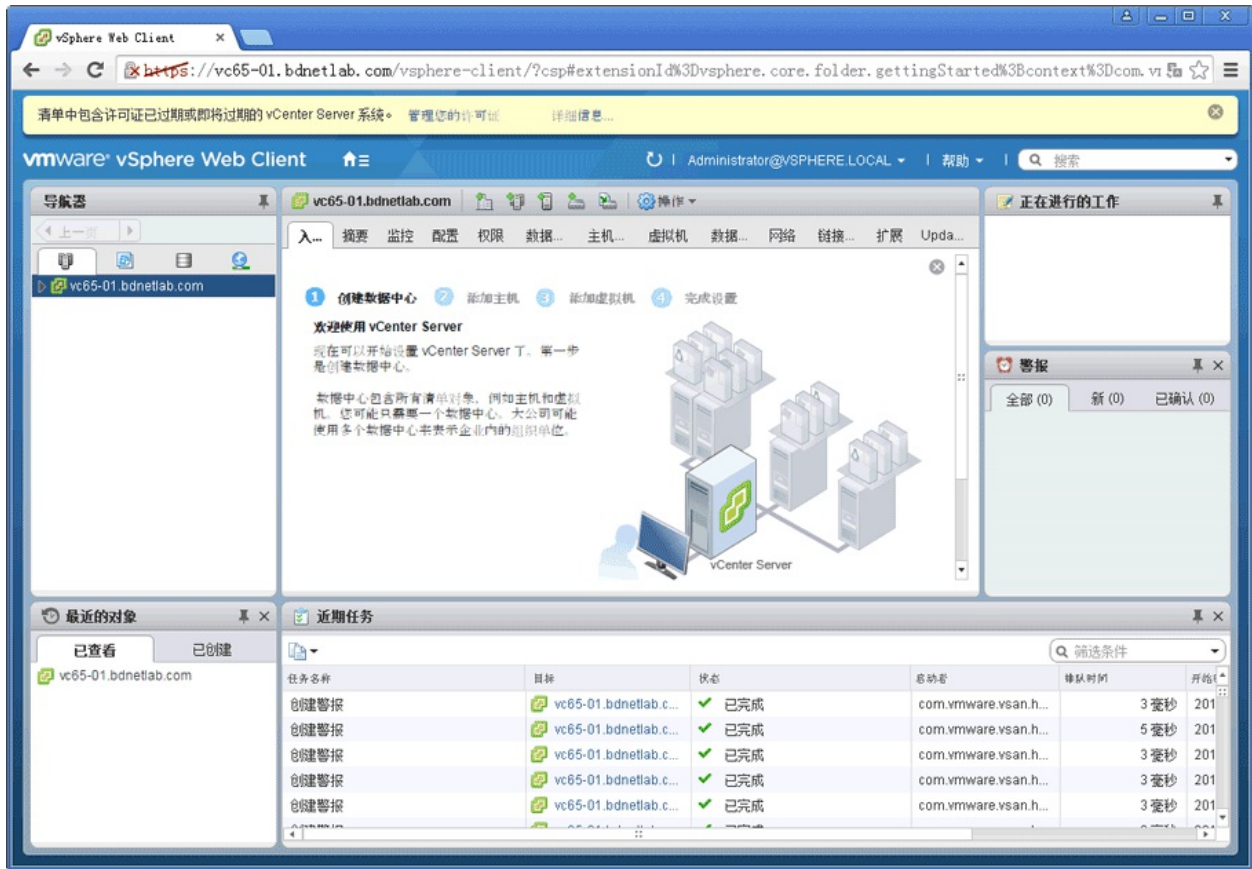 vSphere Web Client
https://vc65-01.bdnetlab.com/vsphere-client/?csp#extensionId%3Dvsphere.core.folder.gettingStarted%3Bcontext%3Dcom.v
清单中包含许可证已过期或即将过期的 vCenter Server 系统。 管理您的许可证 详细信息...
vmware® vSphere Web Client Administrator@VSPHERE.LOCAL 帮助 搜索
导航器
上一页
vc65-01.bdnetlab.com
vc65-01.bdnetlab.com 操作
入... 摘要 监控 配置 权限 数据... 主机... 虚拟机 数据... 网络 链接... 扩展 Upda...
1 创建数据中心 2 添加主机 3 添加虚拟机 4 完成设置
欢迎使用 vCenter Server
现在可以开始设置 vCenter Server 了。第一步
是创建数据中心。
数据中心包含所有清单对象，例如主机和虚拟
机。您可能只需要一个数据中心。大公司可能
使用多个数据中心来表示企业内的组织单位。
vCenter Server
正在进行的工作
警报
全部 (0) 新 (0) 已确认 (0)
最近的对象
已查看 已创建
vc65-01.bdnetlab.com
近期任务
筛选条件
任务名称 目标 状态 启动者 排队时间 开始
创建警报 vc65-01.bdnetlab.c... 已完成 com.vmware.vsan.h... 3 毫秒 201
创建警报 vc65-01.bdnetlab.c... 已完成 com.vmware.vsan.h... 5 毫秒 201
创建警报 vc65-01.bdnetlab.c... 已完成 com.vmware.vsan.h... 3 毫秒 201
创建警报 vc65-01.bdnetlab.c... 已完成 com.vmware.vsan.h... 3 毫秒 201
创建警报 vc65-01.bdnetlab.c... 已完成 com.vmware.vsan.h... 3 毫秒 201